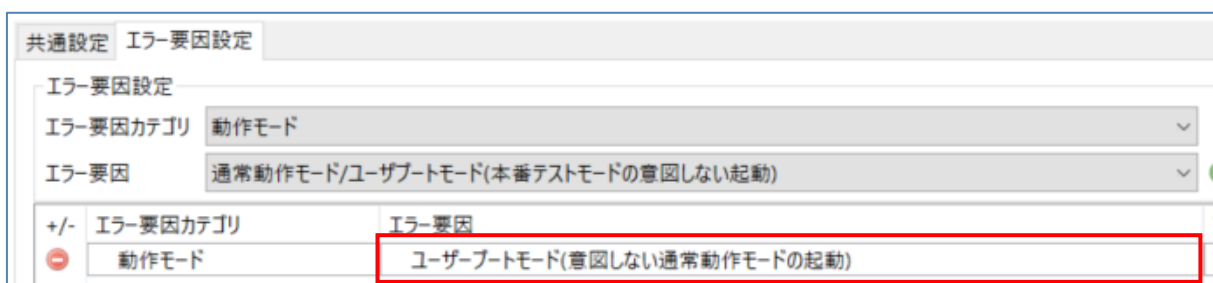 共通設定 エラー要因設定
エラー要因設定
エラー要因カテゴリ 動作モード
エラー要因 通常動作モード/ユーザブートモード(本番テストモードの意図しない起動)
+/- エラー要因カテゴリ エラー要因
動作モード ユーザーブートモード(意図しない通常動作モードの起動)